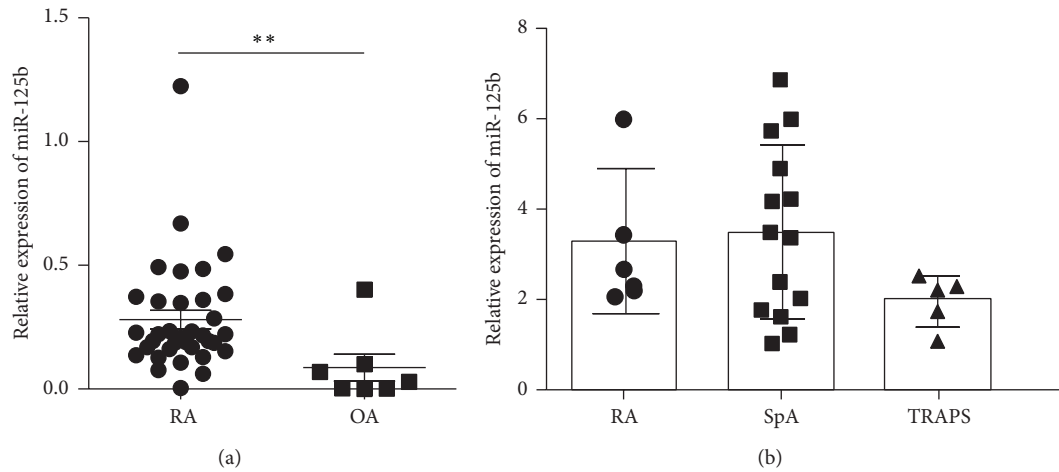 1.5
**
1.0
0.5
0.0
Relative expression of miR-125b
RA
OA
(a)
8
6
4
2
0
Relative expression of miR-125b
RA
SpA
TRAPS
(b)